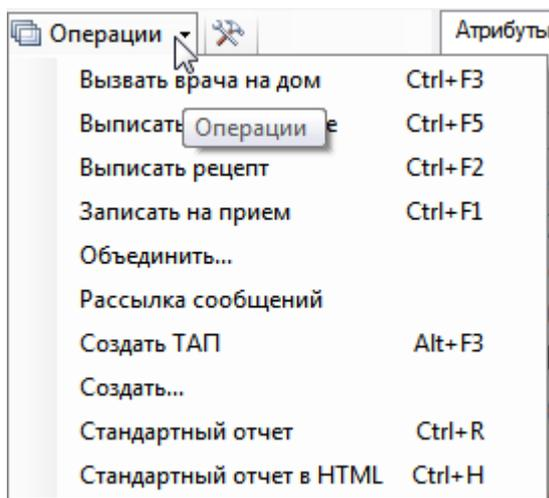 Операции
Атрибуты
Вызвать врача на дом Ctrl+F3
Выписать е Ctrl+F5
Операции
Выписать рецепт Ctrl+F2
Записать на прием Ctrl+F1
Объединить...
Рассылка сообщений
Создать ТАП Alt+F3
Создать...
Стандартный отчет Ctrl+R
Стандартный отчет в HTML Ctrl+H